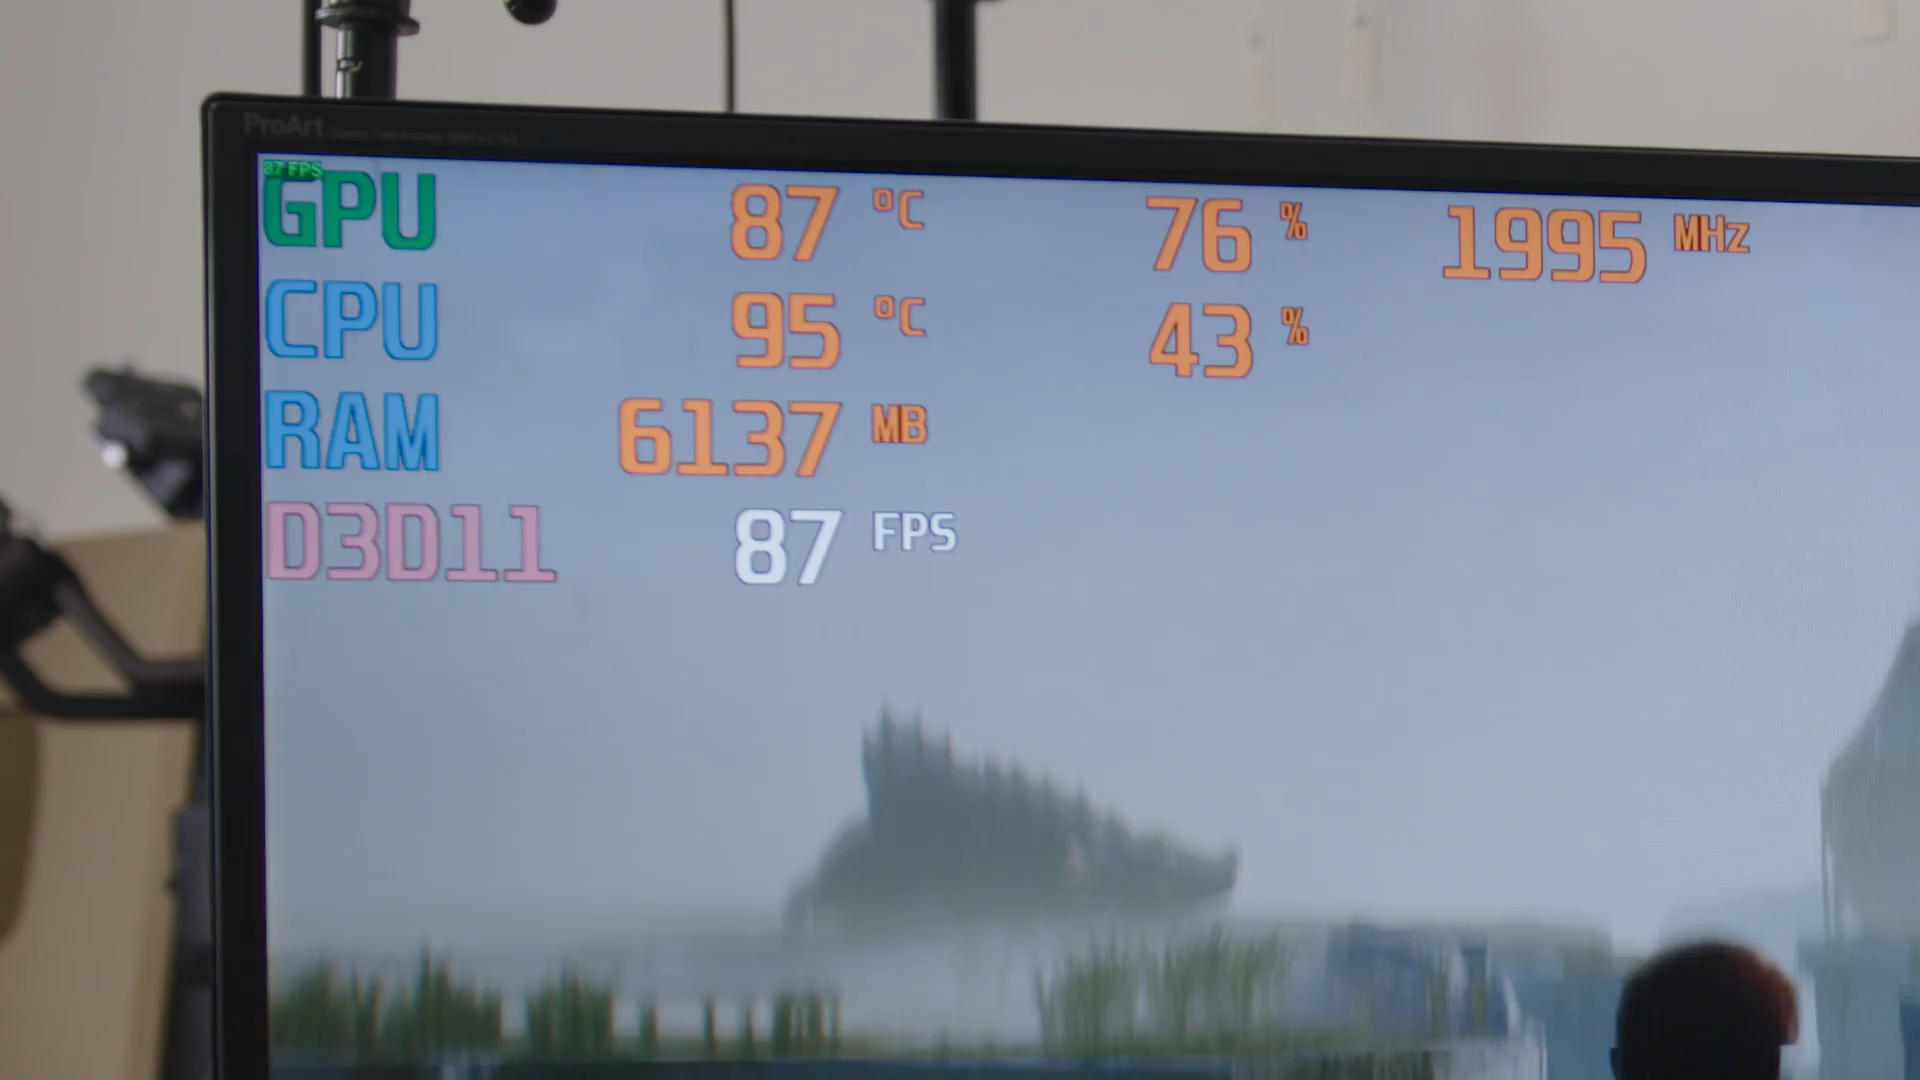 ProArt
87 FPS
GPU 87 °C 76 % 1995 MHz
CPU 95 °C 43 %
RAM 6137 MB
D3D11 87 FPS